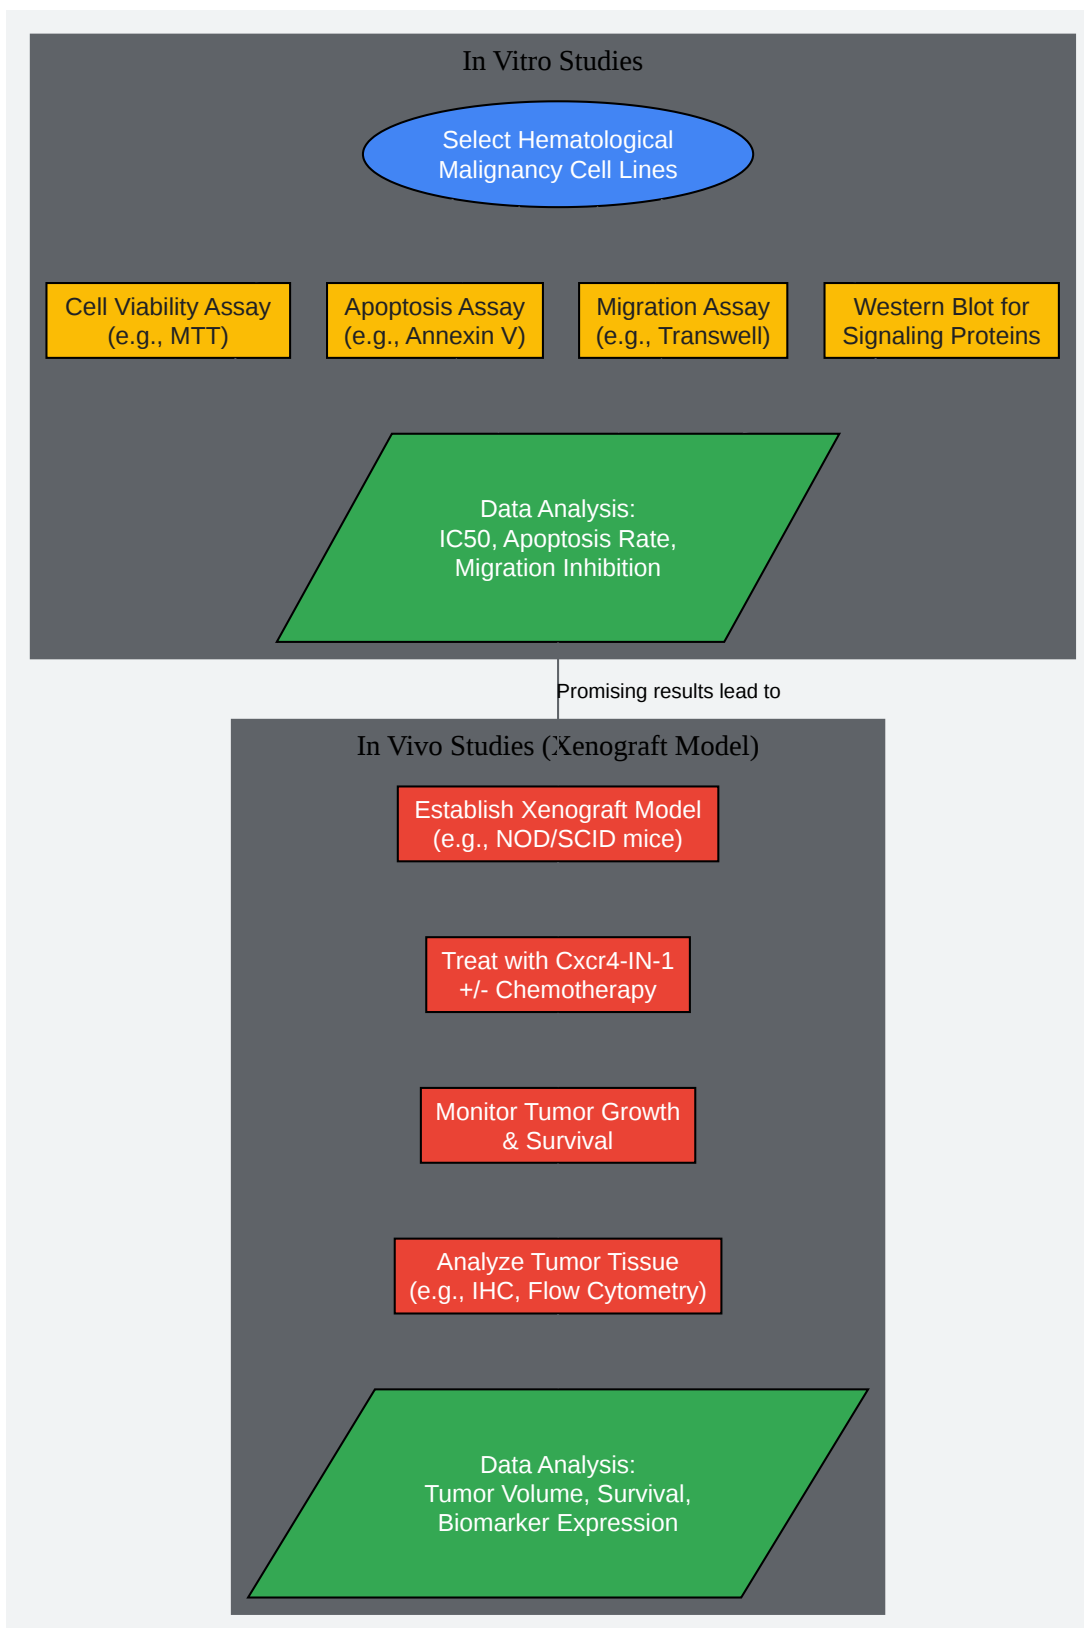 In Vitro Studies
Select Hematological
Malignancy Cell Lines
Cell Viability Assay
(e.g., MTT)
Apoptosis Assay
(e.g., Annexin V)
Migration Assay
(e.g., Transwell)
Western Blot for
Signaling Proteins
Data Analysis:
IC50, Apoptosis Rate,
Migration Inhibition
Promising results lead to
In Vivo Studies (Xenograft Model)
Establish Xenograft Model
(e.g., NOD/SCID mice)
Treat with Cxcr4-IN-1
+/- Chemotherapy
Monitor Tumor Growth
& Survival
Analyze Tumor Tissue
(e.g., IHC, Flow Cytometry)
Data Analysis:
Tumor Volume, Survival,
Biomarker Expression